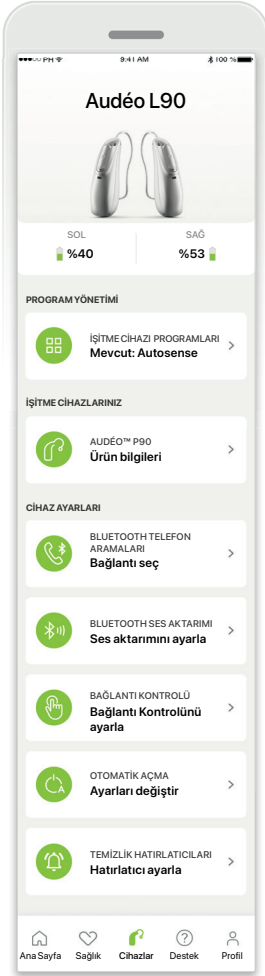 PH 9:41 AM 100 %
Audéo L90
SOL SAĞ
%40 %53
PROGRAM YÖNETİMİ
İŞİTME CİHAZI PROGRAMLARI
Mevcut: Autosense
İŞİTME CİHAZLARINIZ
AUDÉO™ P90
Ürün bilgileri
CİHAZ AYARLARI
BLUETOOTH TELEFON
ARAMALARI
Bağlantı seç
BLUETOOTH SES AKTARIMI
Ses aktarımını ayarla
BAĞLANTI KONTROLÜ
Bağlantı Kontrolünü
ayarla
OTOMATİK AÇMA
Ayarları değiştir
TEMİZLİK HATIRLATICILARI
Hatırlatıcı ayarla
Ana Sayfa Sağlık Cihazlar Destek Profil